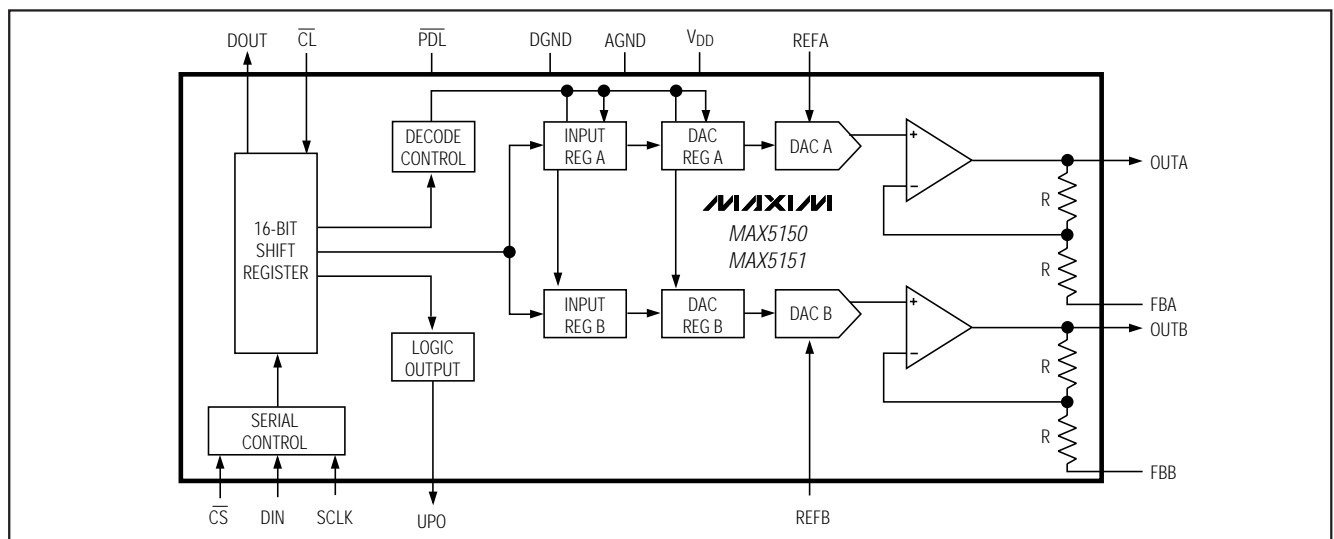 DOUT
CL
PDL
DGND
AGND
VDD
REFA
DECODE
CONTROL
INPUT
REG A
DAC
REG A
DAC A
+
−
OUTA
R
R
FBA
16-BIT
SHIFT
REGISTER
MAXIM
MAX5150
MAX5151
INPUT
REG B
DAC
REG B
DAC B
+
−
OUTB
R
R
FBB
LOGIC
OUTPUT
SERIAL
CONTROL
CS
DIN
SCLK
UPO
REFB